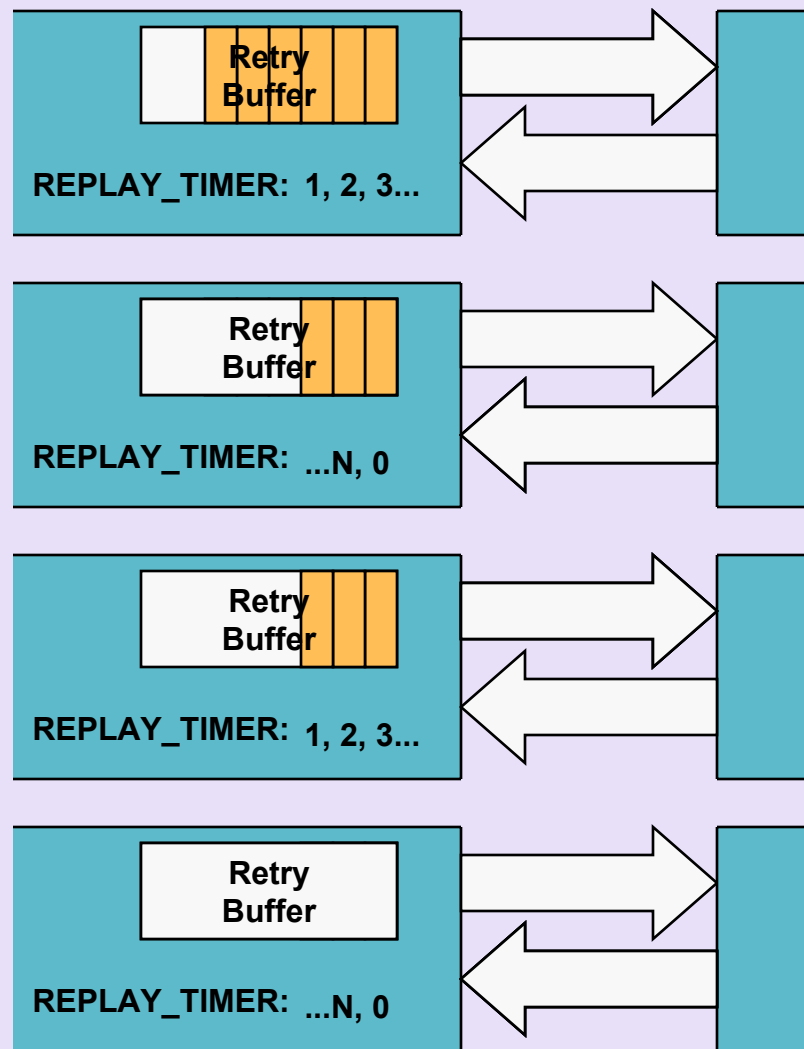 Retry
Buffer
REPLAY_TIMER: 1, 2, 3...
Retry
Buffer
REPLAY_TIMER: ...N, 0
Retry
Buffer
REPLAY_TIMER: 1, 2, 3...
Retry
Buffer
REPLAY_TIMER: ...N, 0